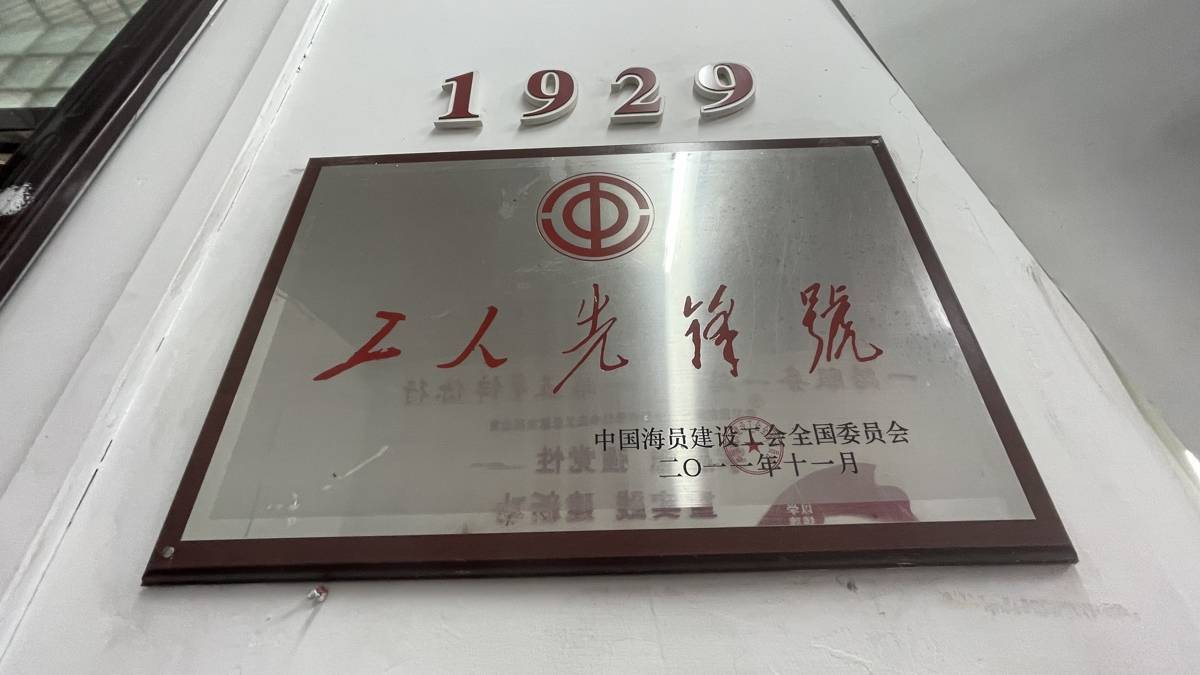 1929
工人先锋號
中国海员建设工会全国委员会
二〇一一年十一月